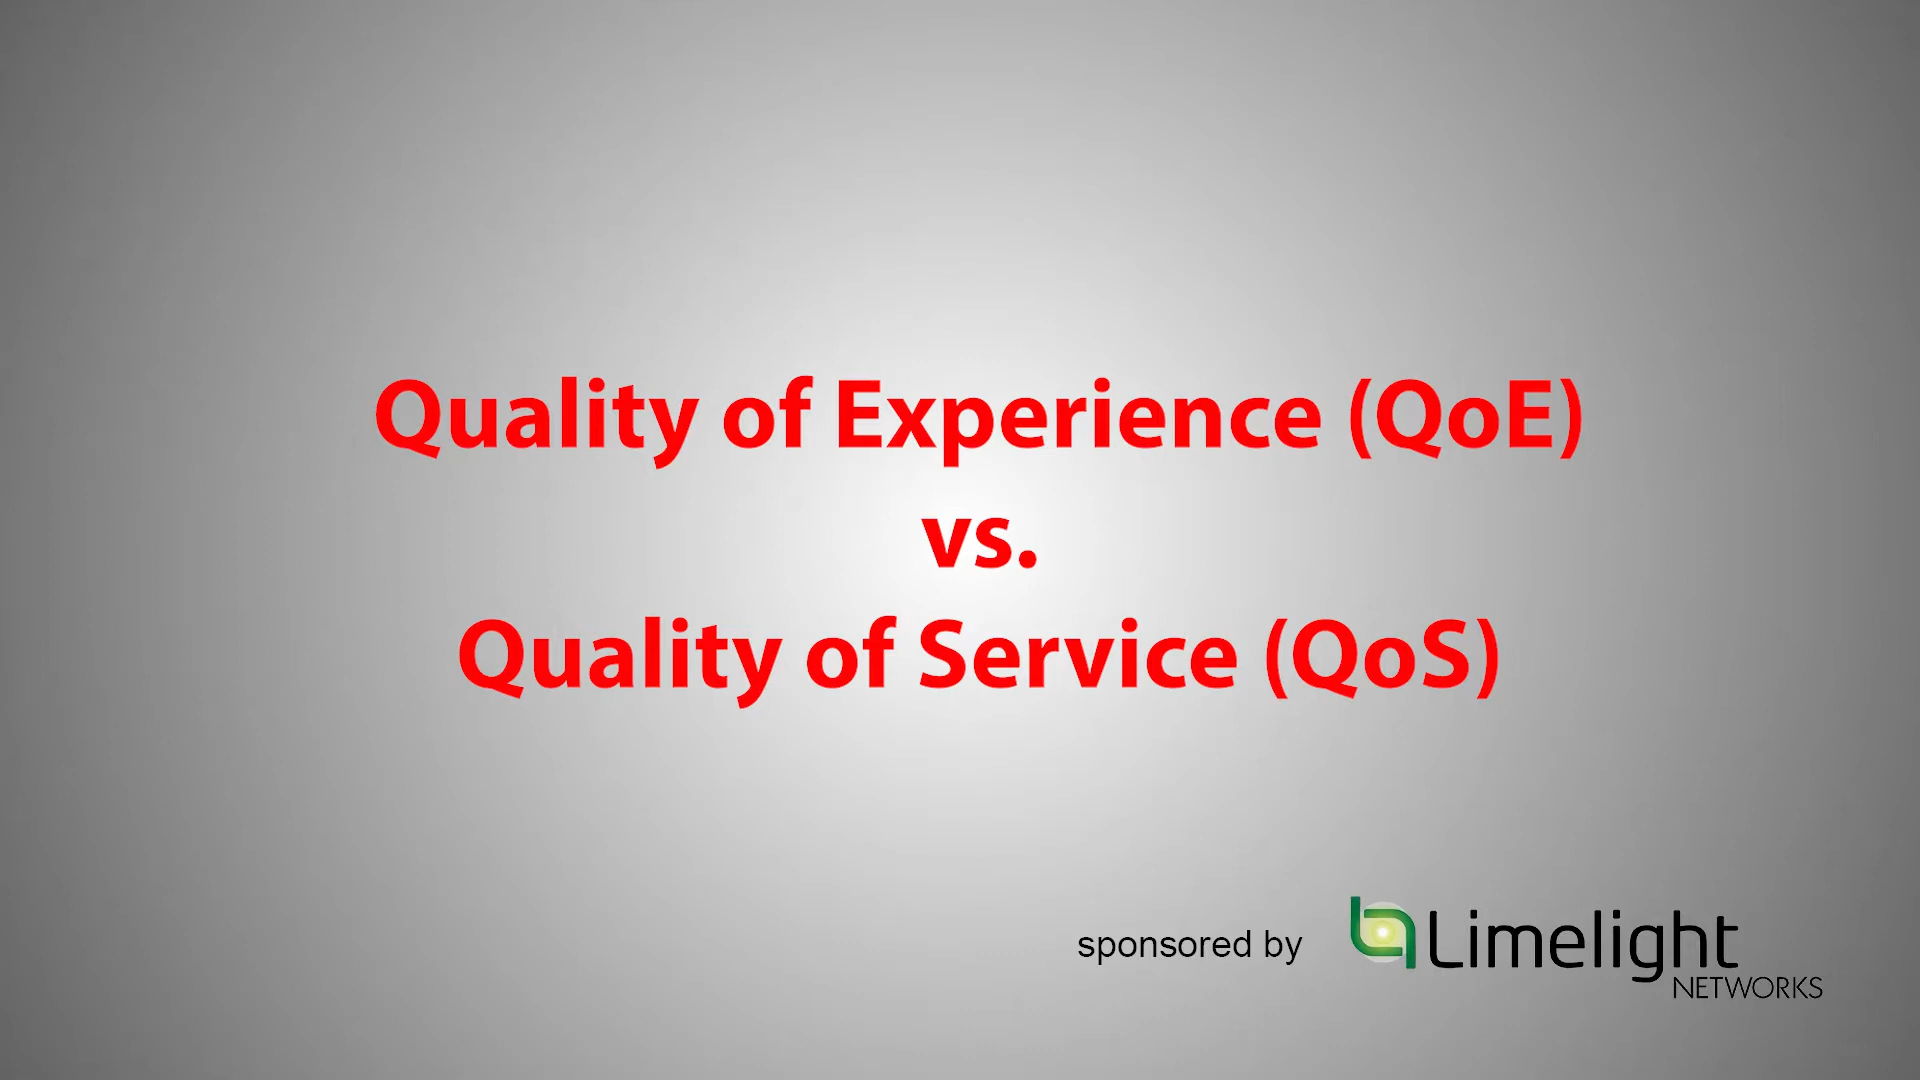 Quality of Experience (QoE)
vs.
Quality of Service (QoS)
sponsored by Limelight
NETWORKS